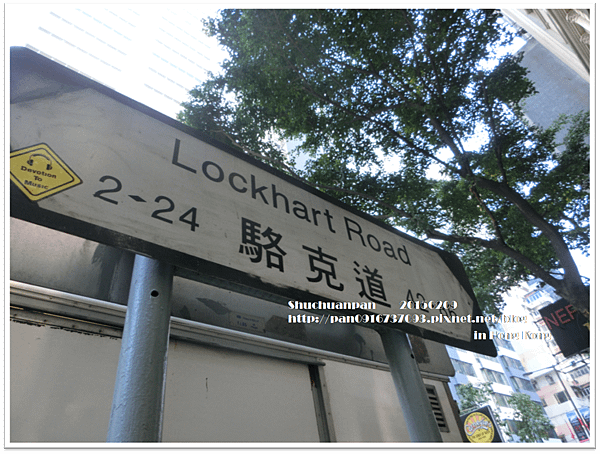 Lockhart Road
2-24
駱克道
Devotion
To
Music
Shuchuanpan 20150209
http://pan0916737093.pixnet.net/blog
in Hong Kong